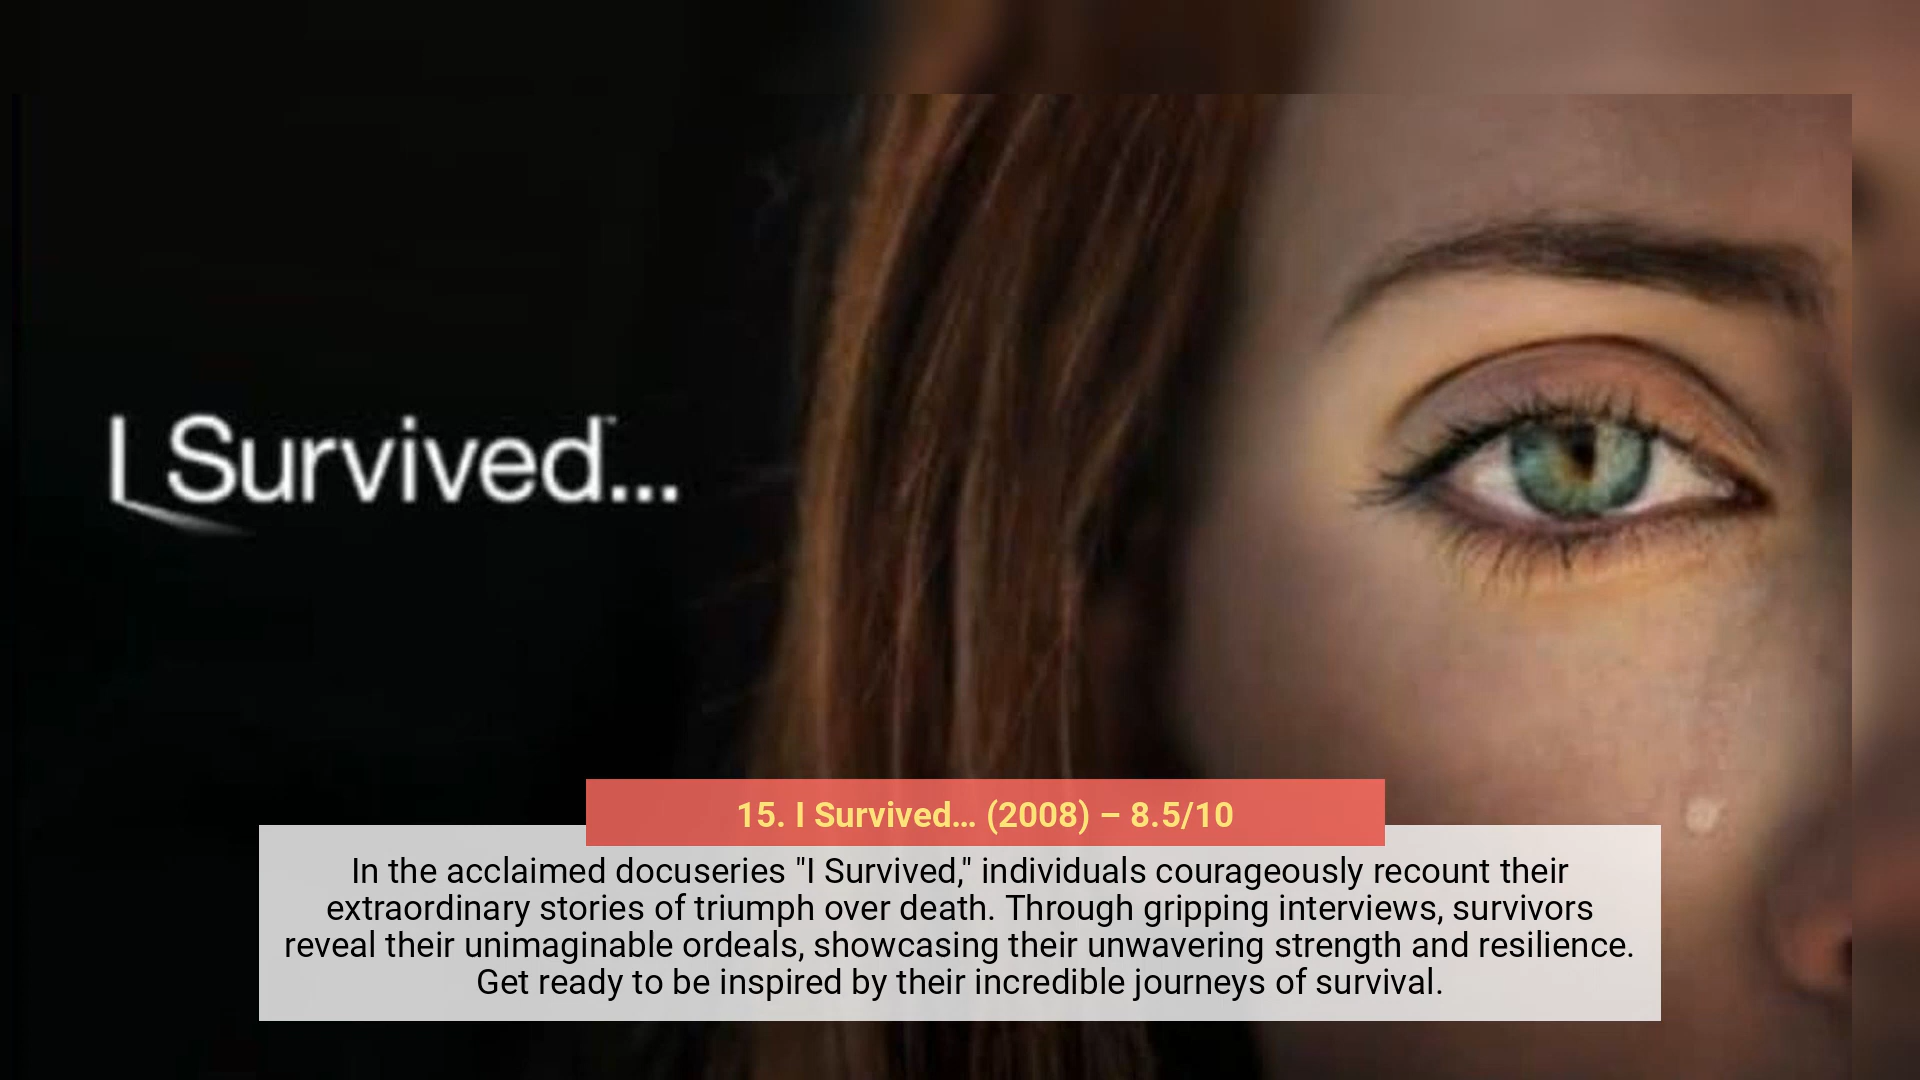 I Survived...
15. I Survived… (2008) – 8.5/10
In the acclaimed docuseries "I Survived," individuals courageously recount their
extraordinary stories of triumph over death. Through gripping interviews, survivors
reveal their unimaginable ordeals, showcasing their unwavering strength and resilience.
Get ready to be inspired by their incredible journeys of survival.